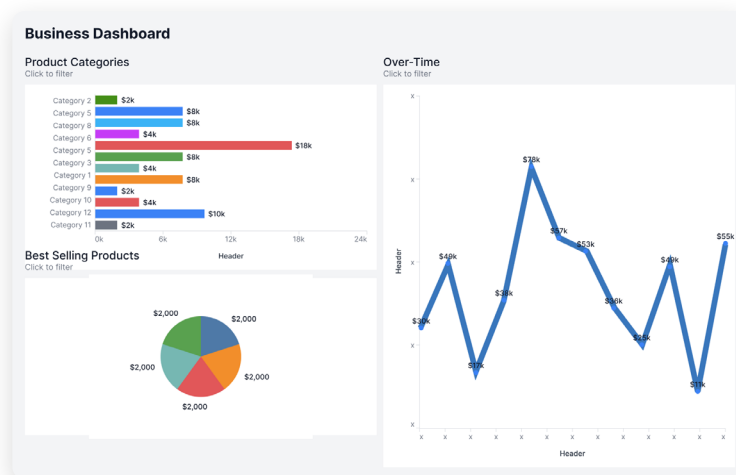 Business Dashboard
Product Categories
Click to filter
Category 2 $2k
Category 5 $8k
Category 8 $8k
Category 6 $4k
Category 5 $18k
Category 3 $8k
Category 1 $4k
Category 9 $8k
Category 10 $2k
Category 12 $4k
Category 11 $10k
$2k
0k 6k 12k 18k 24k
Header
Best Selling Products
Click to filter
$2,000
$2,000
$2,000
$2,000
$2,000
Over-Time
Click to filter
x
x
x
x
x
Header
$30k
$49k
$17k
$38k
$78k
$57k
$53k
$36k
$25k
$49k
$11k
$55k
x x x x x x x x x x x x x
Header